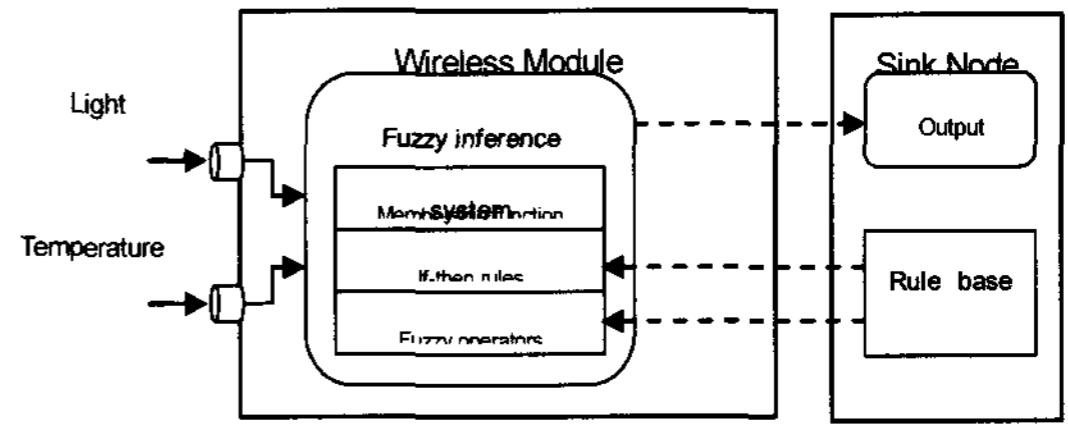 Wireless Module
Sink Node
Light
Output
Fuzzy inference
system
Temperature
If-then rules
Rule base
Fuzzy operators